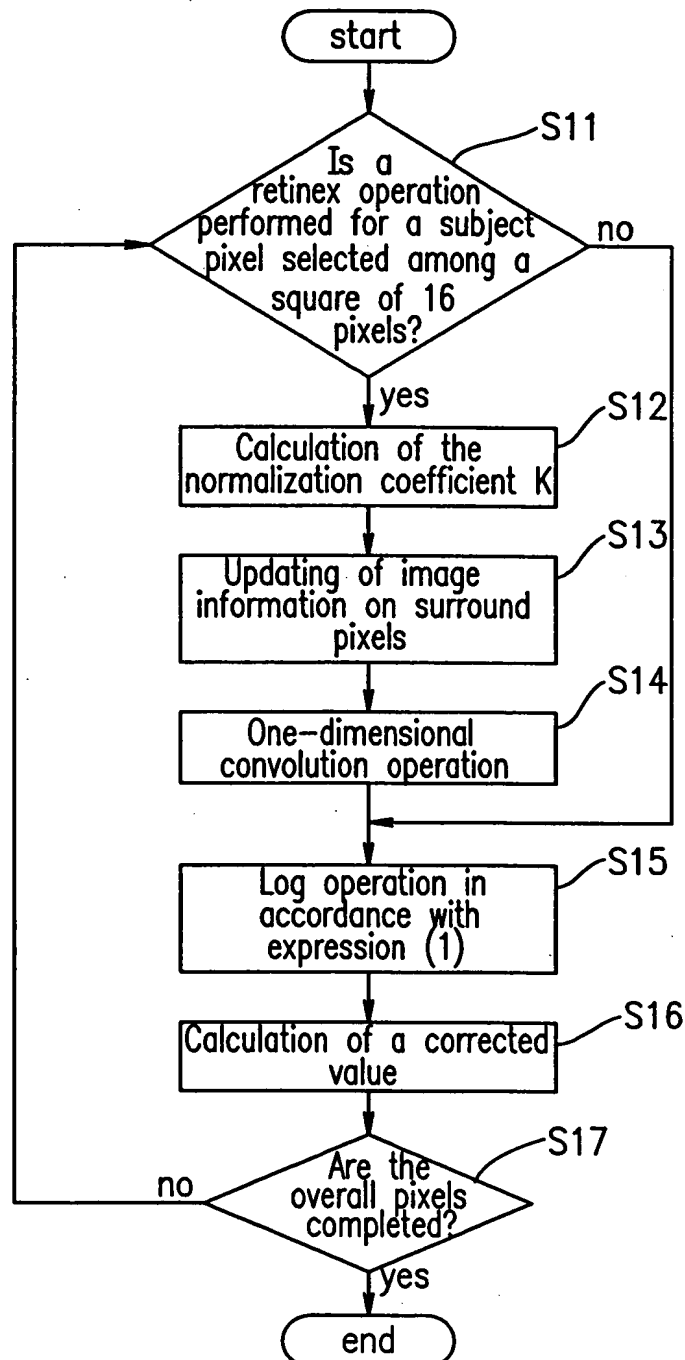 start
S11
Is a
retinex operation
performed for a subject
pixel selected among a
square of 16
pixels?
no
yes
S12
Calculation of the
normalization coefficient K
S13
Updating of image
information on surround
pixels
S14
One-dimensional
convolution operation
S15
Log operation in
accordance with
expression (1)
S16
Calculation of a corrected
value
S17
Are the
overall pixels
completed?
no
yes
end